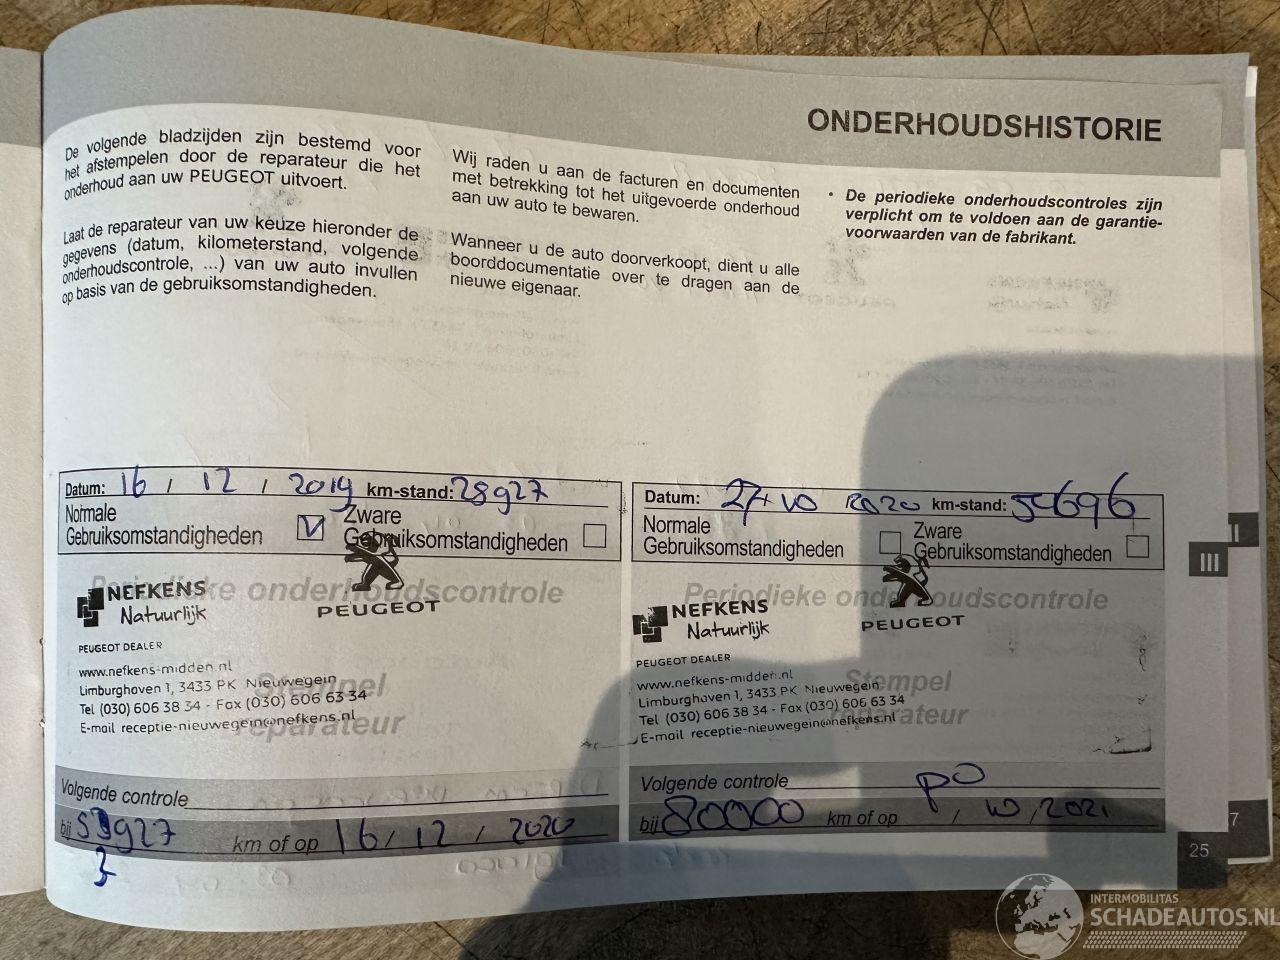 ONDERHOUDSHISTORIE
De volgende bladzijden zijn bestemd voor
het afstempelen door de reparateur die het
onderhoud aan uw PEUGEOT uitvoert.
Laat de reparateur van uw keuze hieronder de
gegevens (datum, kilometerstand, volgende
onderhoudscontrole, ...) van uw auto invullen
op basis van de gebruiksomstandigheden.
Wij raden u aan de facturen en documenten
met betrekking tot het uitgevoerde onderhoud
aan uw auto te bewaren.
Wanneer u de auto doorverkoopt, dient u alle
boorddocumentatie over te dragen aan de
nieuwe eigenaar.
• De periodieke onderhoudscontroles zijn
verplicht om te voldoen aan de garantie-
voorwaarden van de fabrikant.
Datum: 16 / 12 / 2019 km-stand: 28927
Normale
Gebruiksomstandigheden V
Zware
Gebruiksomstandigheden
Periodieke onderhoudscontrole
NEFKENS
Natuurlijk
PEUGEOT
PEUGEOT DEALER
www.nefkens-midden.nl
Limburghaven 1, 3433 PK Nieuwegein
Tel (030) 606 38 34 - Fax (030) 606 63 34
E-mail receptie-nieuwegein@nefkens.nl
Stempel
reparateur
Volgende controle
bij 53927 km of op 16 / 12 / 2020
3
Datum: 27 10 2020 km-stand: 54696
Normale
Gebruiksomstandigheden
Zware
Gebruiksomstandigheden
Periodieke onderhoudscontrole
NEFKENS
Natuurlijk
PEUGEOT
PEUGEOT DEALER
www.nefkens-midden.nl
Limburghaven 1, 3433 PK Nieuwegein
Tel (030) 606 38 34 - Fax (030) 606 63 34
E-mail receptie-nieuwegein@nefkens.nl
Stempel
reparateur
Volgende controle
bij 80000 km of op / 10 / 2021
III
25
INTERMOBILITAS
SCHADEAUTOS.NL